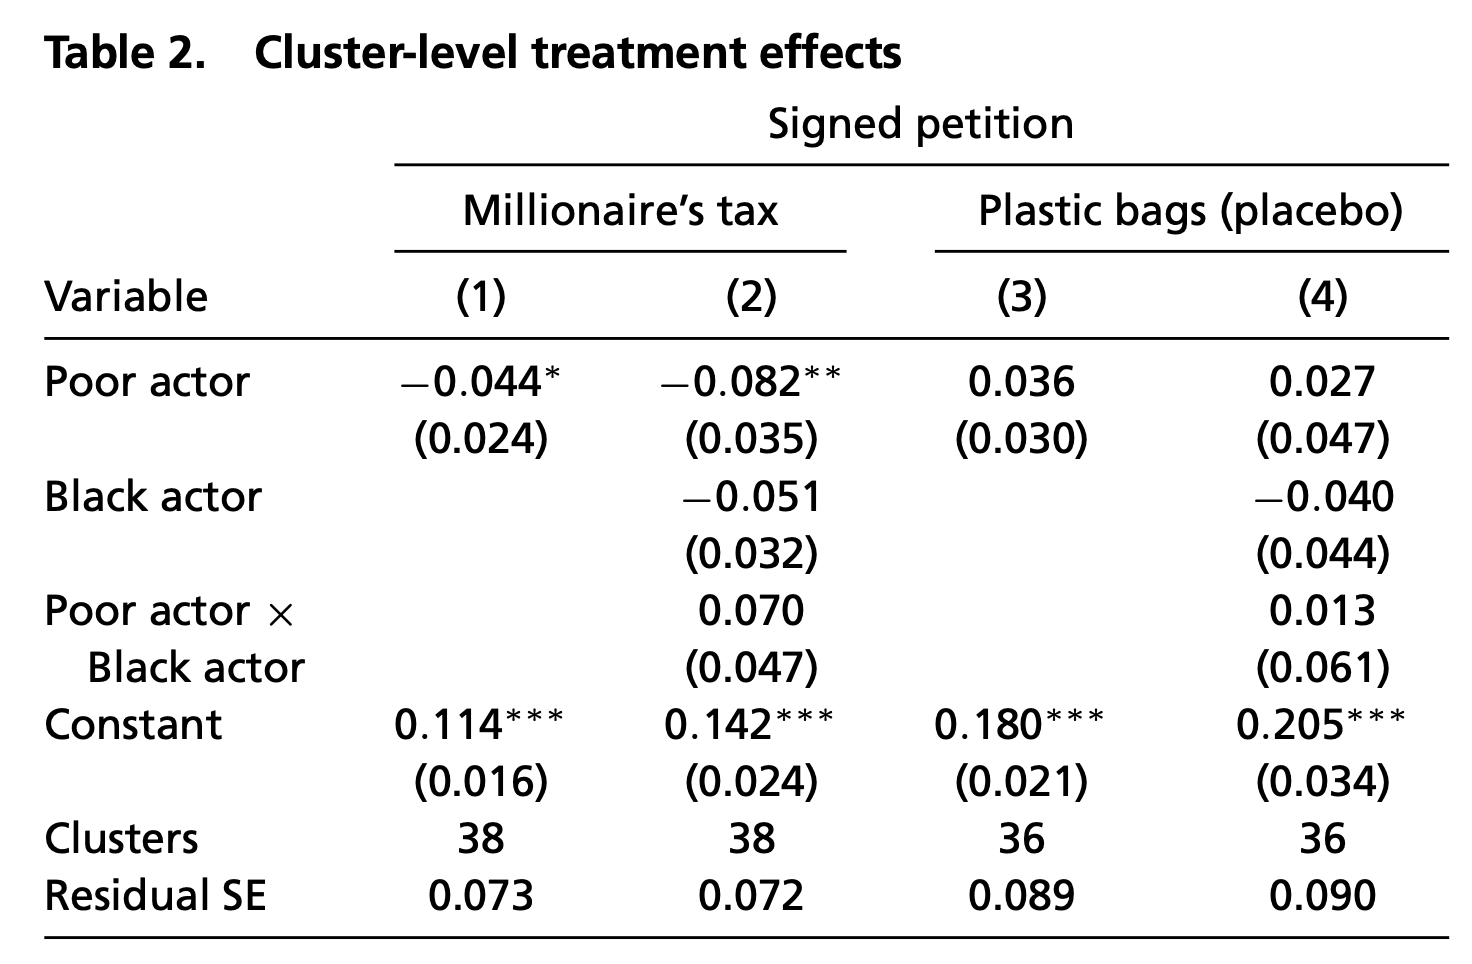 Table 2. Cluster-level treatment effects
Signed petition
Millionaire’s tax Plastic bags (placebo)
Variable (1) (2) (3) (4)
Poor actor −0.044* −0.082** 0.036 0.027
(0.024) (0.035) (0.030) (0.047)
Black actor −0.051 −0.040
(0.032) (0.044)
Poor actor × 0.070 0.013
Black actor (0.047) (0.061)
Constant 0.114*** 0.142*** 0.180*** 0.205***
(0.016) (0.024) (0.021) (0.034)
Clusters 38 38 36 36
Residual SE 0.073 0.072 0.089 0.090